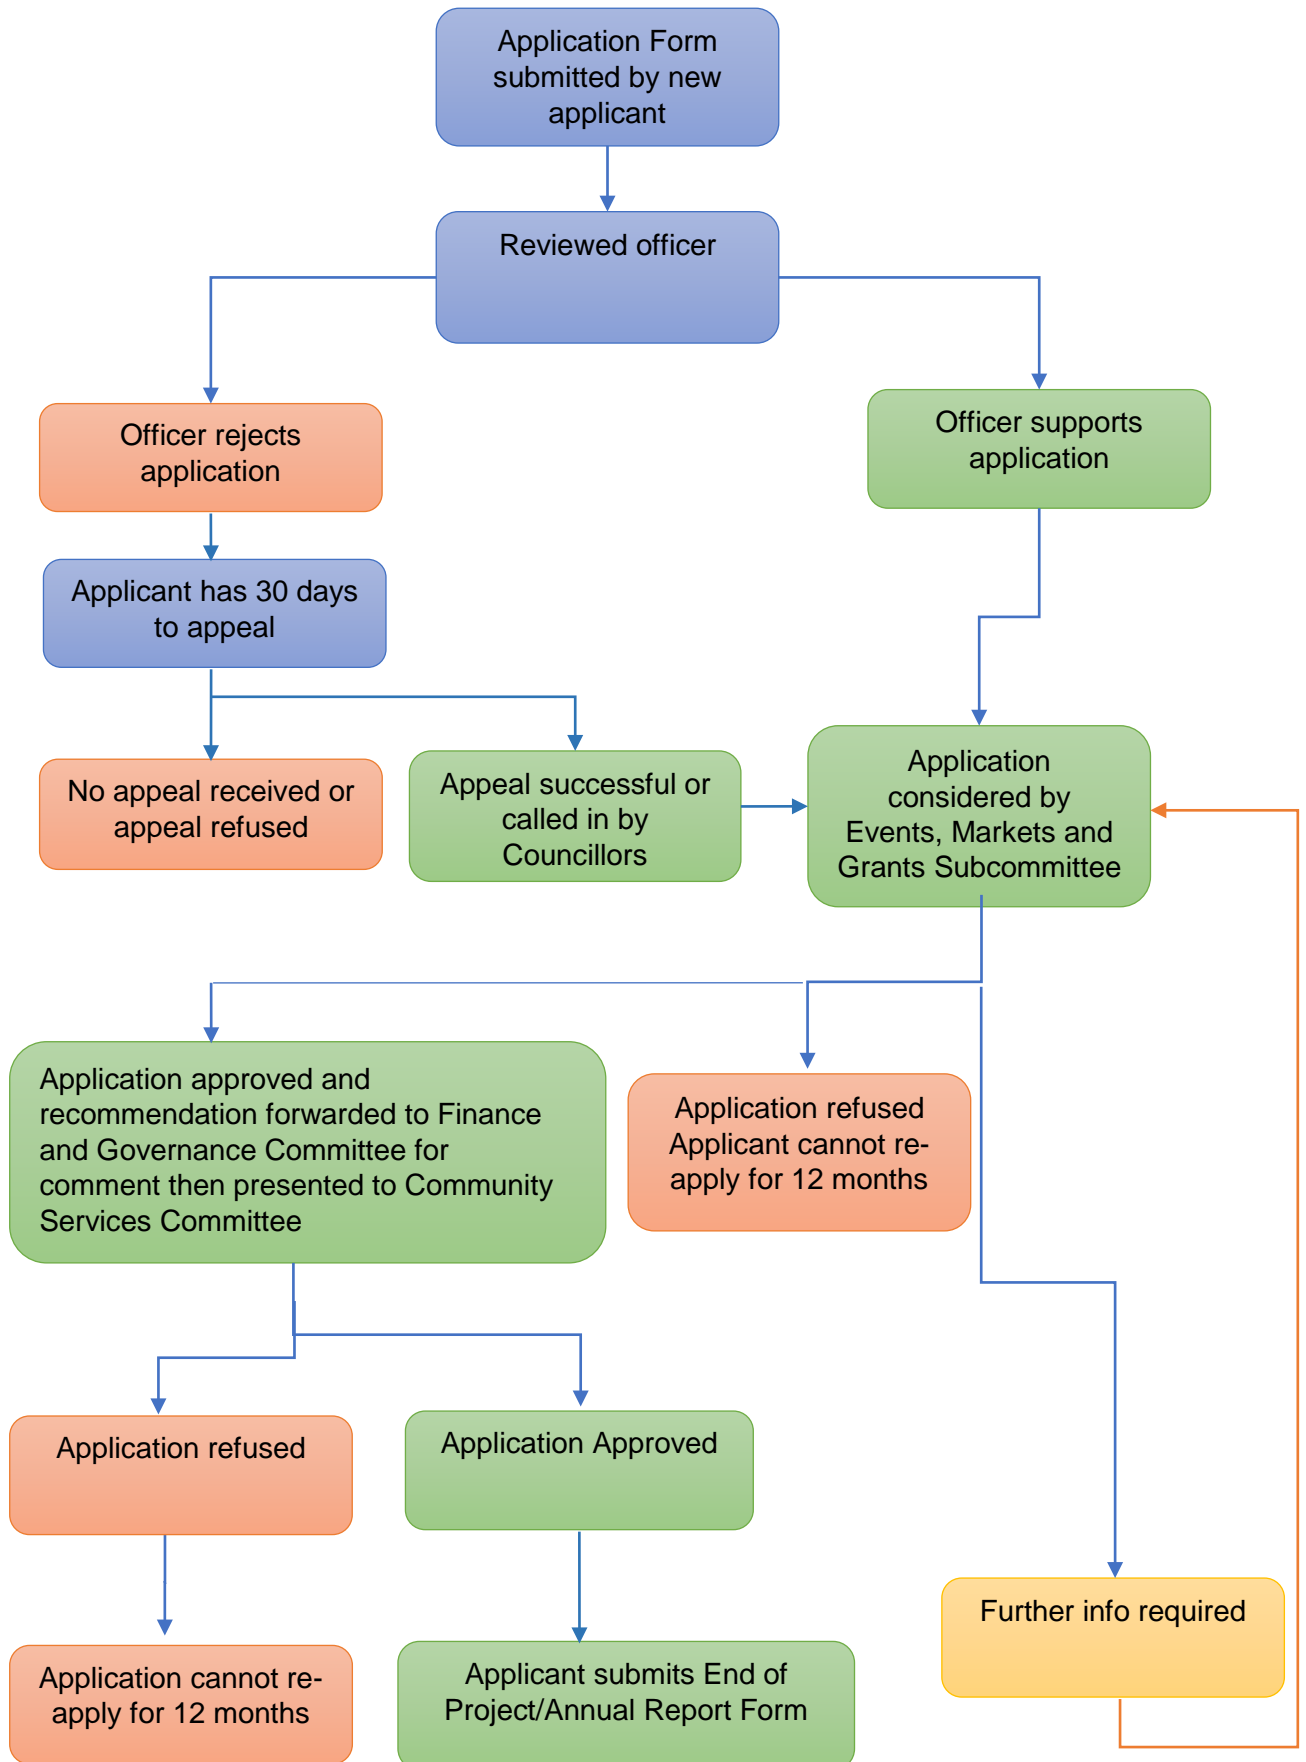 Application Form
submitted by new
applicant
Reviewed officer
Officer rejects
application
Officer supports
application
Applicant has 30 days
to appeal
No appeal received or
appeal refused
Appeal successful or
called in by
Councillors
Application
considered by
Events, Markets and
Grants Subcommittee
Application approved and
recommendation forwarded to Finance
and Governance Committee for
comment then presented to Community
Services Committee
Application refused
Applicant cannot re-
apply for 12 months
Application refused
Application Approved
Further info required
Application cannot re-
apply for 12 months
Applicant submits End of
Project/Annual Report Form